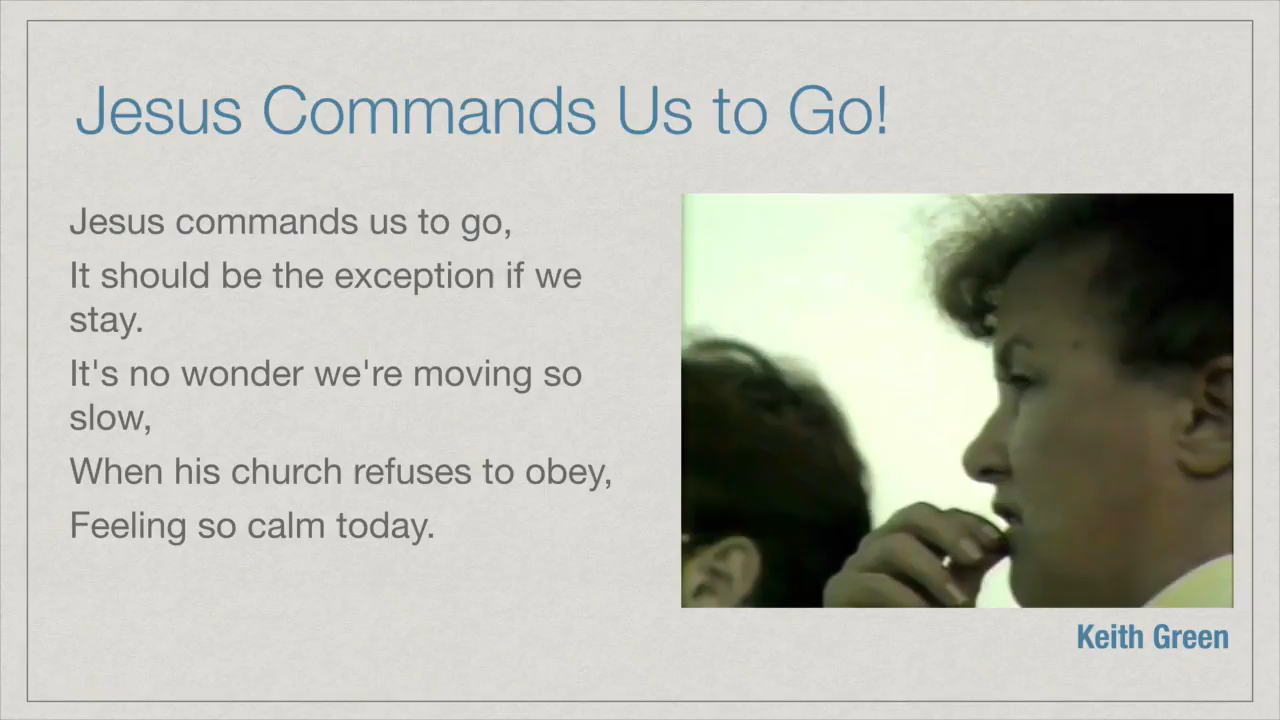 Jesus Commands Us to Go!
Jesus commands us to go,
It should be the exception if we
stay.
It's no wonder we're moving so
slow,
When his church refuses to obey,
Feeling so calm today.
Keith Green